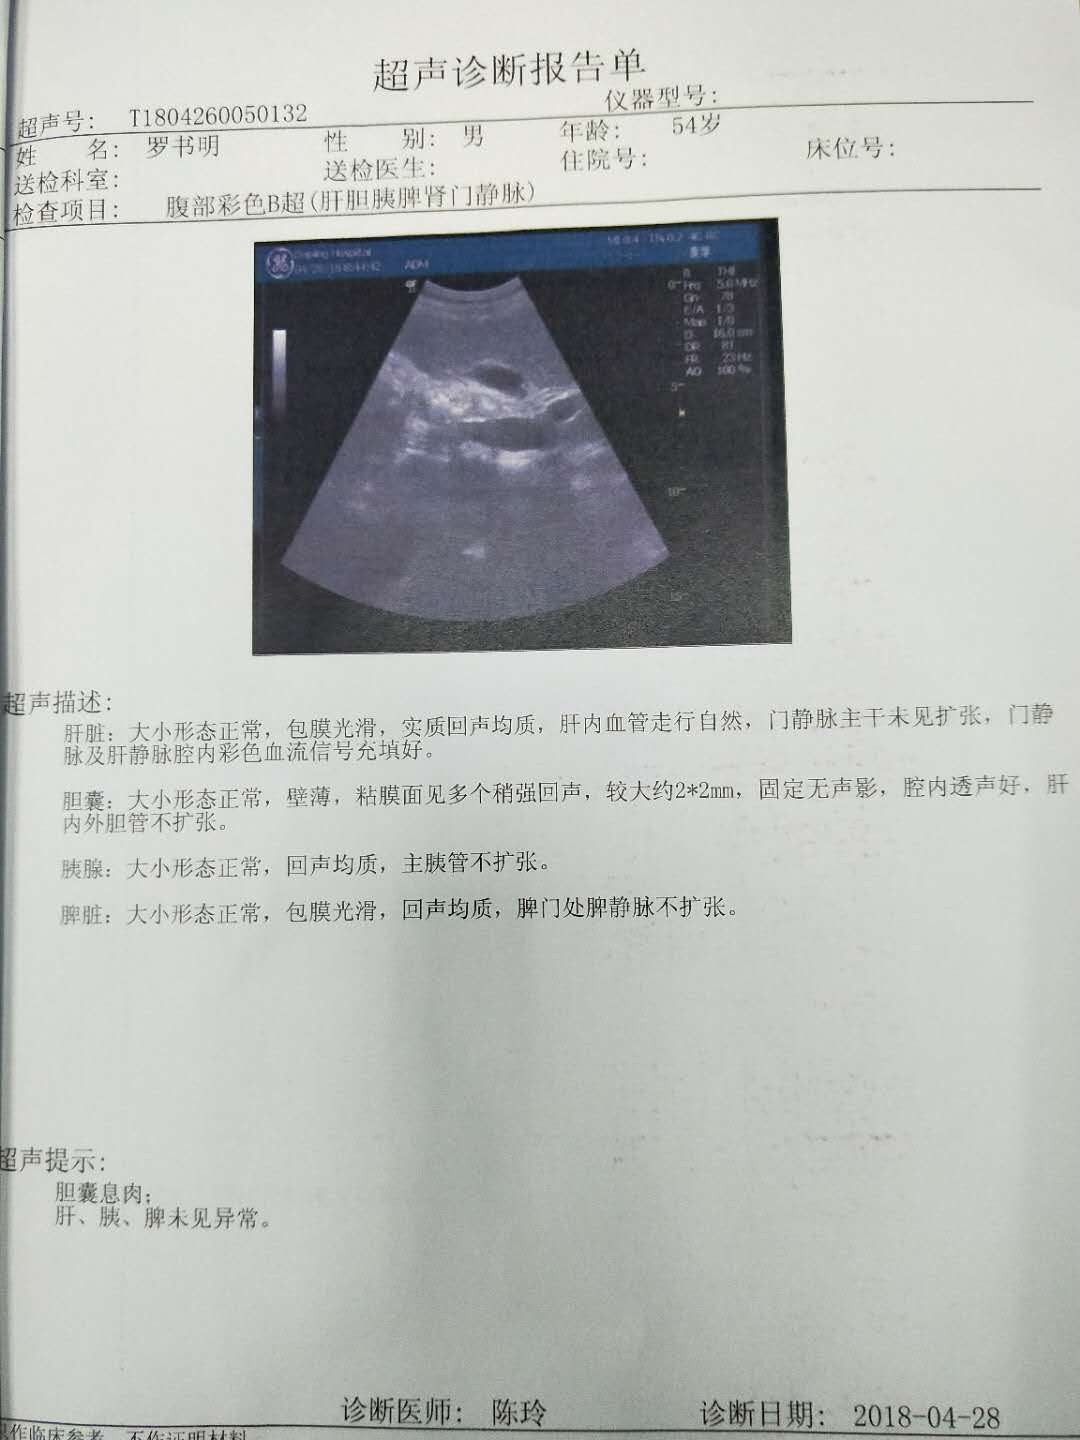 超声诊断报告单
超声号: T1804260050132 仪器型号:
姓 名: 罗书明 性 别: 男 年龄: 54岁
送检科室: 送检医生: 住院号: 床位号:
检查项目: 腹部彩色B超(肝胆胰脾肾门静脉)
GE Hospital
超声描述:
肝脏: 大小形态正常, 包膜光滑, 实质回声均质, 肝内血管走行自然, 门静脉主干未见扩张, 门静
脉及肝静脉腔内彩色血流信号充填好。
胆囊: 大小形态正常, 壁薄, 粘膜面见多个稍强回声, 较大约2*2mm, 固定无声影, 腔内透声好, 肝
内外胆管不扩张。
胰腺: 大小形态正常, 回声均质, 主胰管不扩张。
脾脏: 大小形态正常, 包膜光滑, 回声均质, 脾门处脾静脉不扩张。
超声提示:
胆囊息肉;
肝、胰、脾未见异常。
诊断医师: 陈玲 诊断日期: 2018-04-28
作临床参考, 不作证明材料